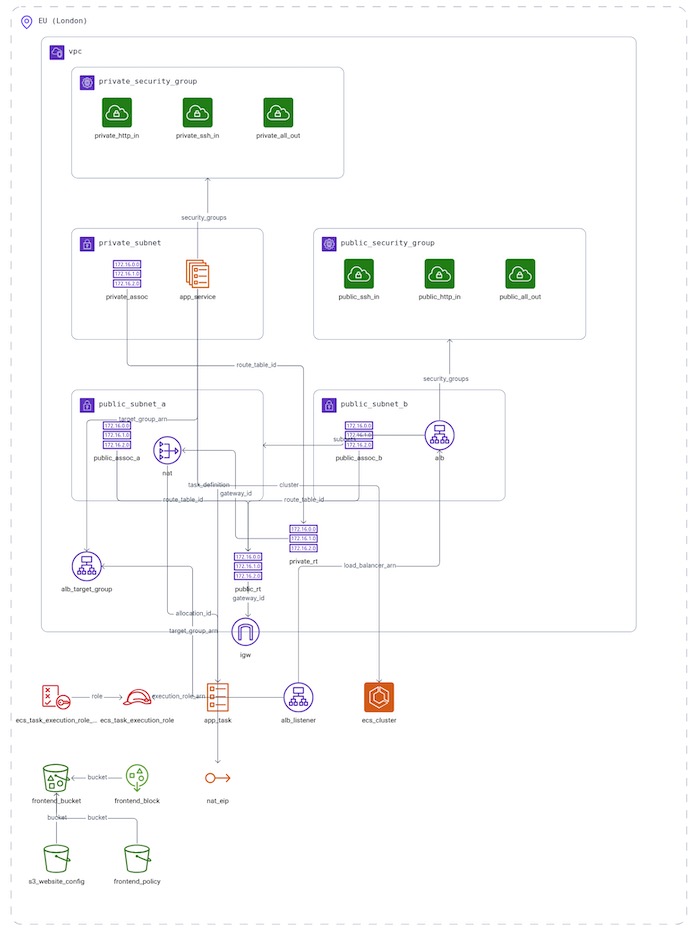 EU (London)
vpc
private_security_group
private_http_in
private_ssh_in
private_all_out
security_groups
private_subnet
172.16.0.0
172.16.1.0
172.16.2.0
private_assoc
app_service
public_security_group
public_ssh_in
public_http_in
public_all_out
route_table_id
security_groups
public_subnet_a
target_group_arn
172.16.0.0
172.16.1.0
172.16.2.0
public_assoc_a
nat
public_subnet_b
172.16.0.0
172.16.1.0
172.16.2.0
public_assoc_b
subnets
alb
task_definition
cluster
gateway_id
route_table_id
route_table_id
172.16.0.0
172.16.1.0
172.16.2.0
private_rt
172.16.0.0
172.16.1.0
172.16.2.0
public_rt
gateway_id
alb_target_group
load_balancer_arn
allocation_id
target_group_arn
igw
role
execution_role_arn
ecs_task_execution_role_...
ecs_task_execution_role
app_task
alb_listener
ecs_cluster
bucket
frontend_bucket
frontend_block
nat_eip
bucket
bucket
s3_website_config
frontend_policy